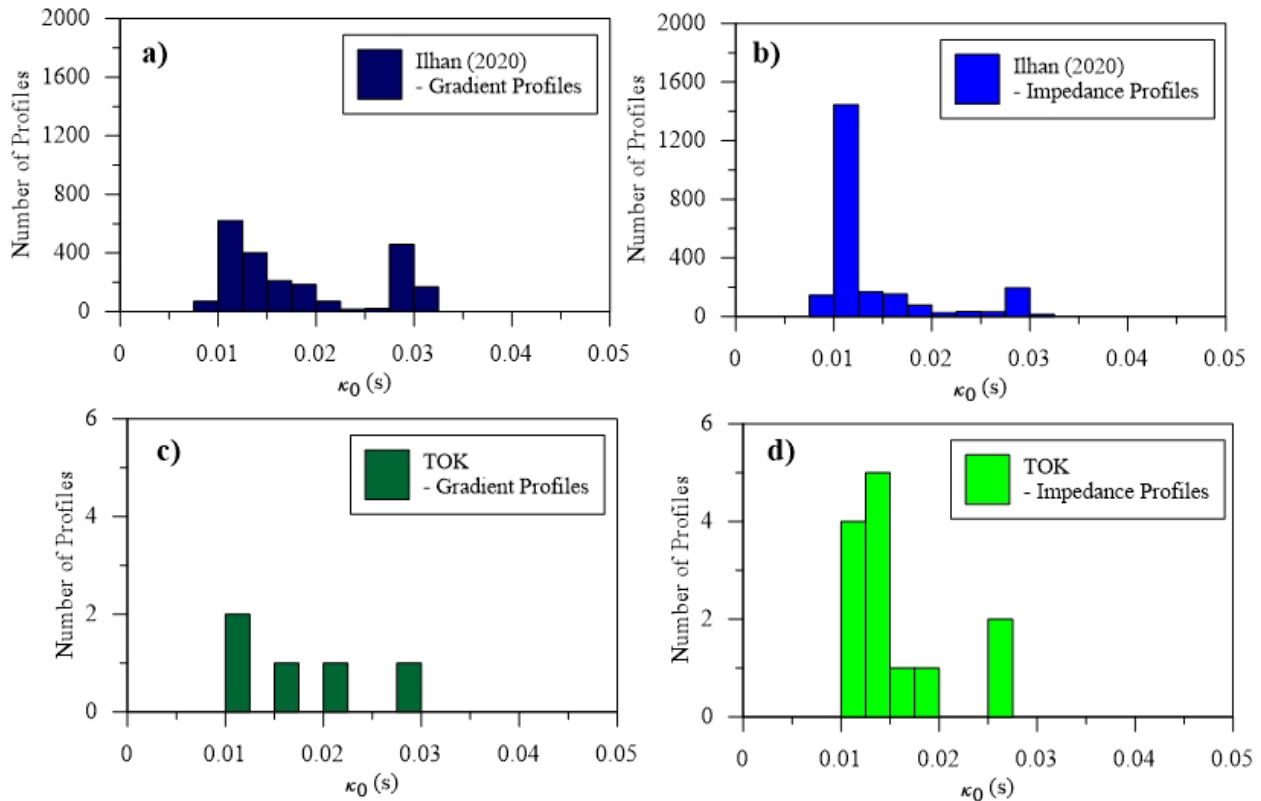 a)
Ilhan (2020)
- Gradient Profiles
Number of Profiles
2000
1600
1200
800
400
0
0 0.01 0.02 0.03 0.04 0.05
κ0 (s)
b)
Ilhan (2020)
- Impedance Profiles
Number of Profiles
2000
1600
1200
800
400
0
0 0.01 0.02 0.03 0.04 0.05
κ0 (s)
c)
TOK
- Gradient Profiles
Number of Profiles
6
4
2
0
0 0.01 0.02 0.03 0.04 0.05
κ0 (s)
d)
TOK
- Impedance Profiles
Number of Profiles
6
4
2
0
0 0.01 0.02 0.03 0.04 0.05
κ0 (s)